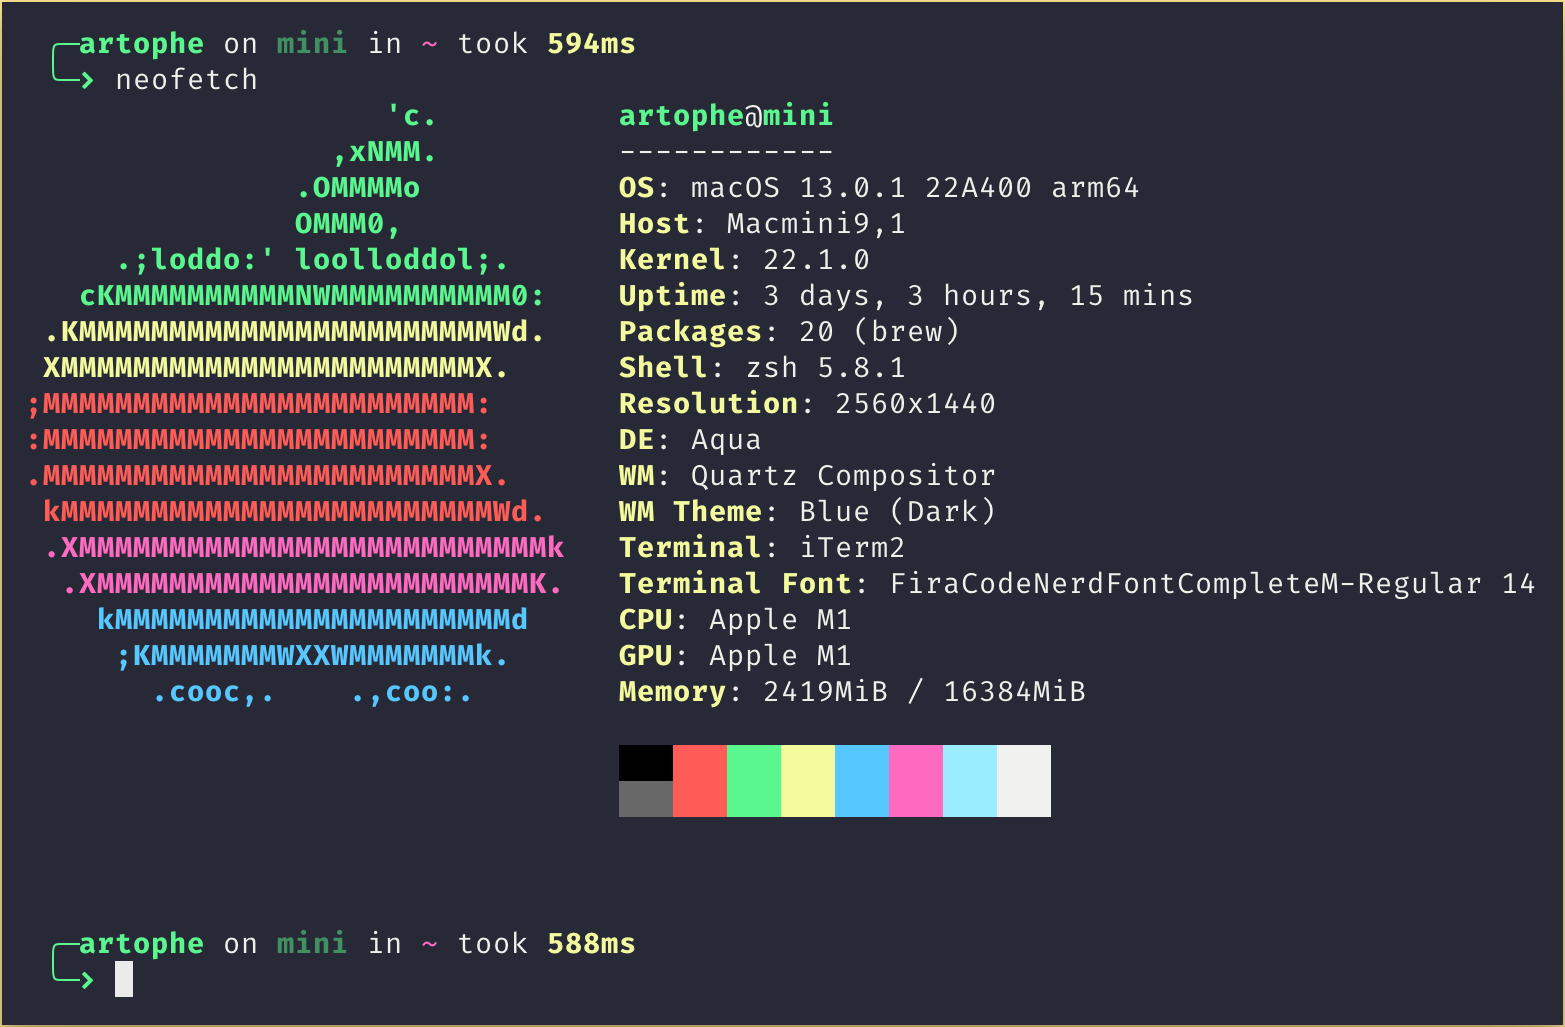 artophe on mini in ~ took 594ms
> neofetch
'c.
,xNMM.
.OMMMMo
OMMM0,
.;loddo:' loolloddol;.
cKMMMMMMMMMMNWMMMMMMMMMM0:
.KMMMMMMMMMMMMMMMMMMMMMMMWd.
XMMMMMMMMMMMMMMMMMMMMMMMX.
;MMMMMMMMMMMMMMMMMMMMMMMM:
:MMMMMMMMMMMMMMMMMMMMMMMM:
.MMMMMMMMMMMMMMMMMMMMMMMMX.
kMMMMMMMMMMMMMMMMMMMMMMMMWd.
.XMMMMMMMMMMMMMMMMMMMMMMMMMMk
.XMMMMMMMMMMMMMMMMMMMMMMMMK.
kMMMMMMMMMMMMMMMMMMMMMMd
;KMMMMMMMWXXWMMMMMMMk.
.cooc,. .,coo:.
artophe@mini
------------
OS: macOS 13.0.1 22A400 arm64
Host: Macmini9,1
Kernel: 22.1.0
Uptime: 3 days, 3 hours, 15 mins
Packages: 20 (brew)
Shell: zsh 5.8.1
Resolution: 2560x1440
DE: Aqua
WM: Quartz Compositor
WM Theme: Blue (Dark)
Terminal: iTerm2
Terminal Font: FiraCodeNerdFontCompleteM-Regular 14
CPU: Apple M1
GPU: Apple M1
Memory: 2419MiB / 16384MiB
artophe on mini in ~ took 588ms
>